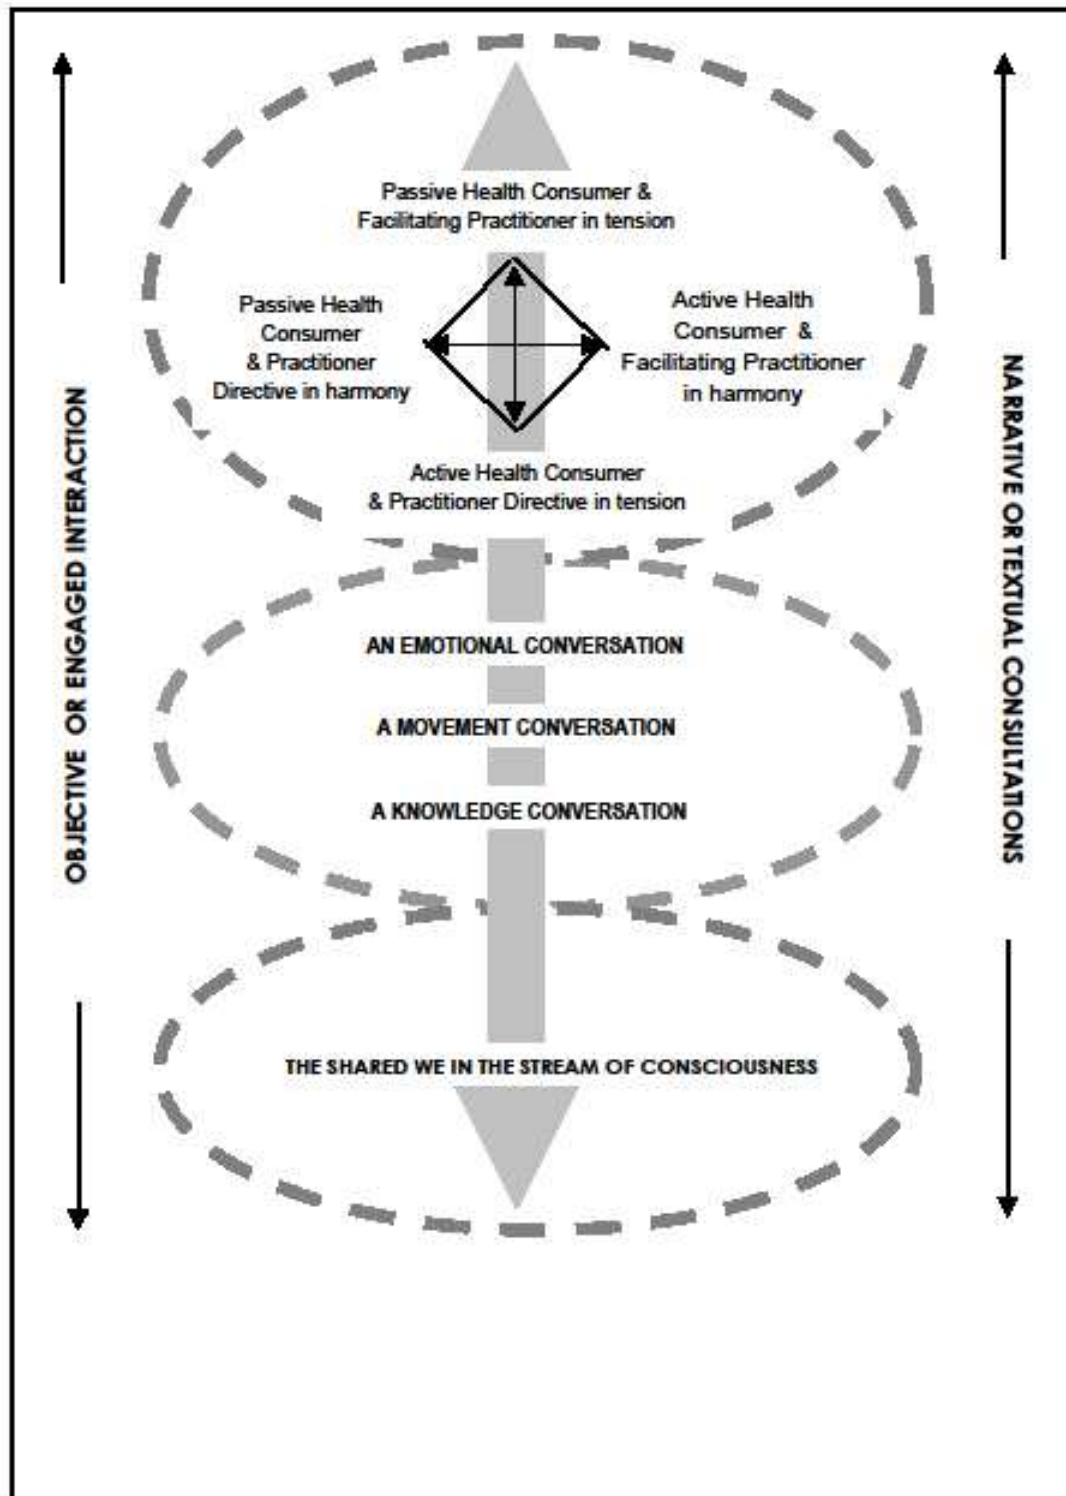 Passive Health Consumer &
Facilitating Practitioner in tension
Passive Health
Consumer
& Practitioner
Directive in harmony
Active Health
Consumer &
Facilitating Practitioner
in harmony
Active Health Consumer
& Practitioner Directive in tension
OBJECTIVE OR ENGAGED INTERACTION
NARRATIVE OR TEXTUAL CONSULTATIONS
AN EMOTIONAL CONVERSATION
A MOVEMENT CONVERSATION
A KNOWLEDGE CONVERSATION
THE SHARED WE IN THE STREAM OF CONSCIOUSNESS